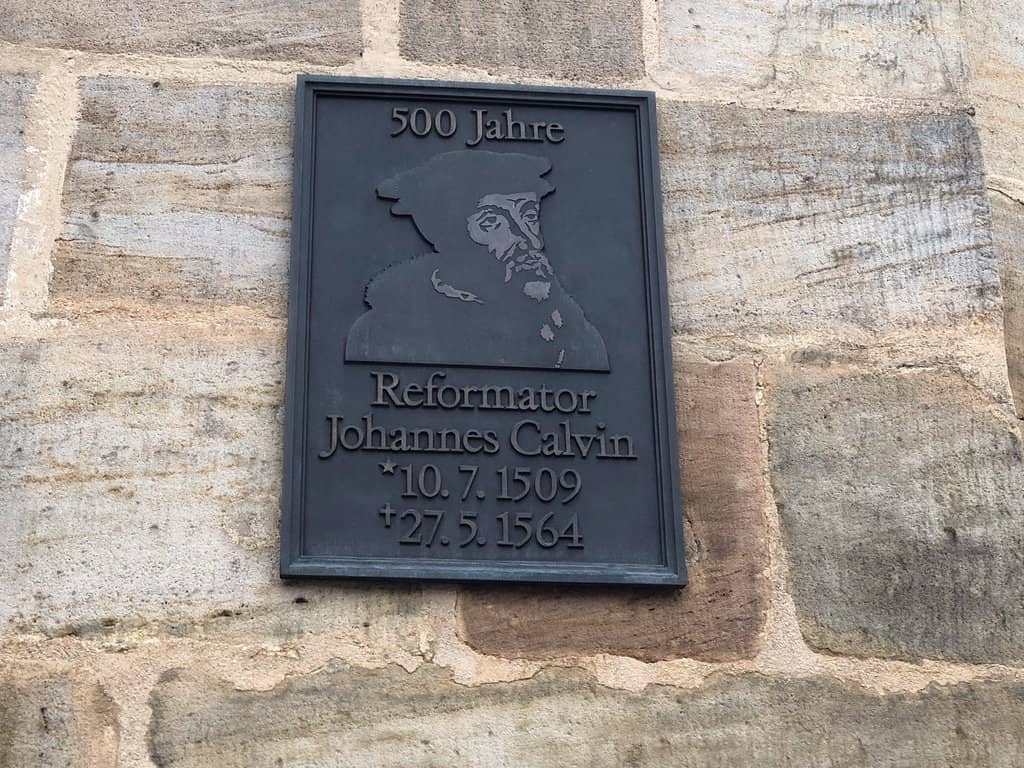 500 Jahre
Reformator
Johannes Calvin
*10. 7. 1509
†27. 5. 1564